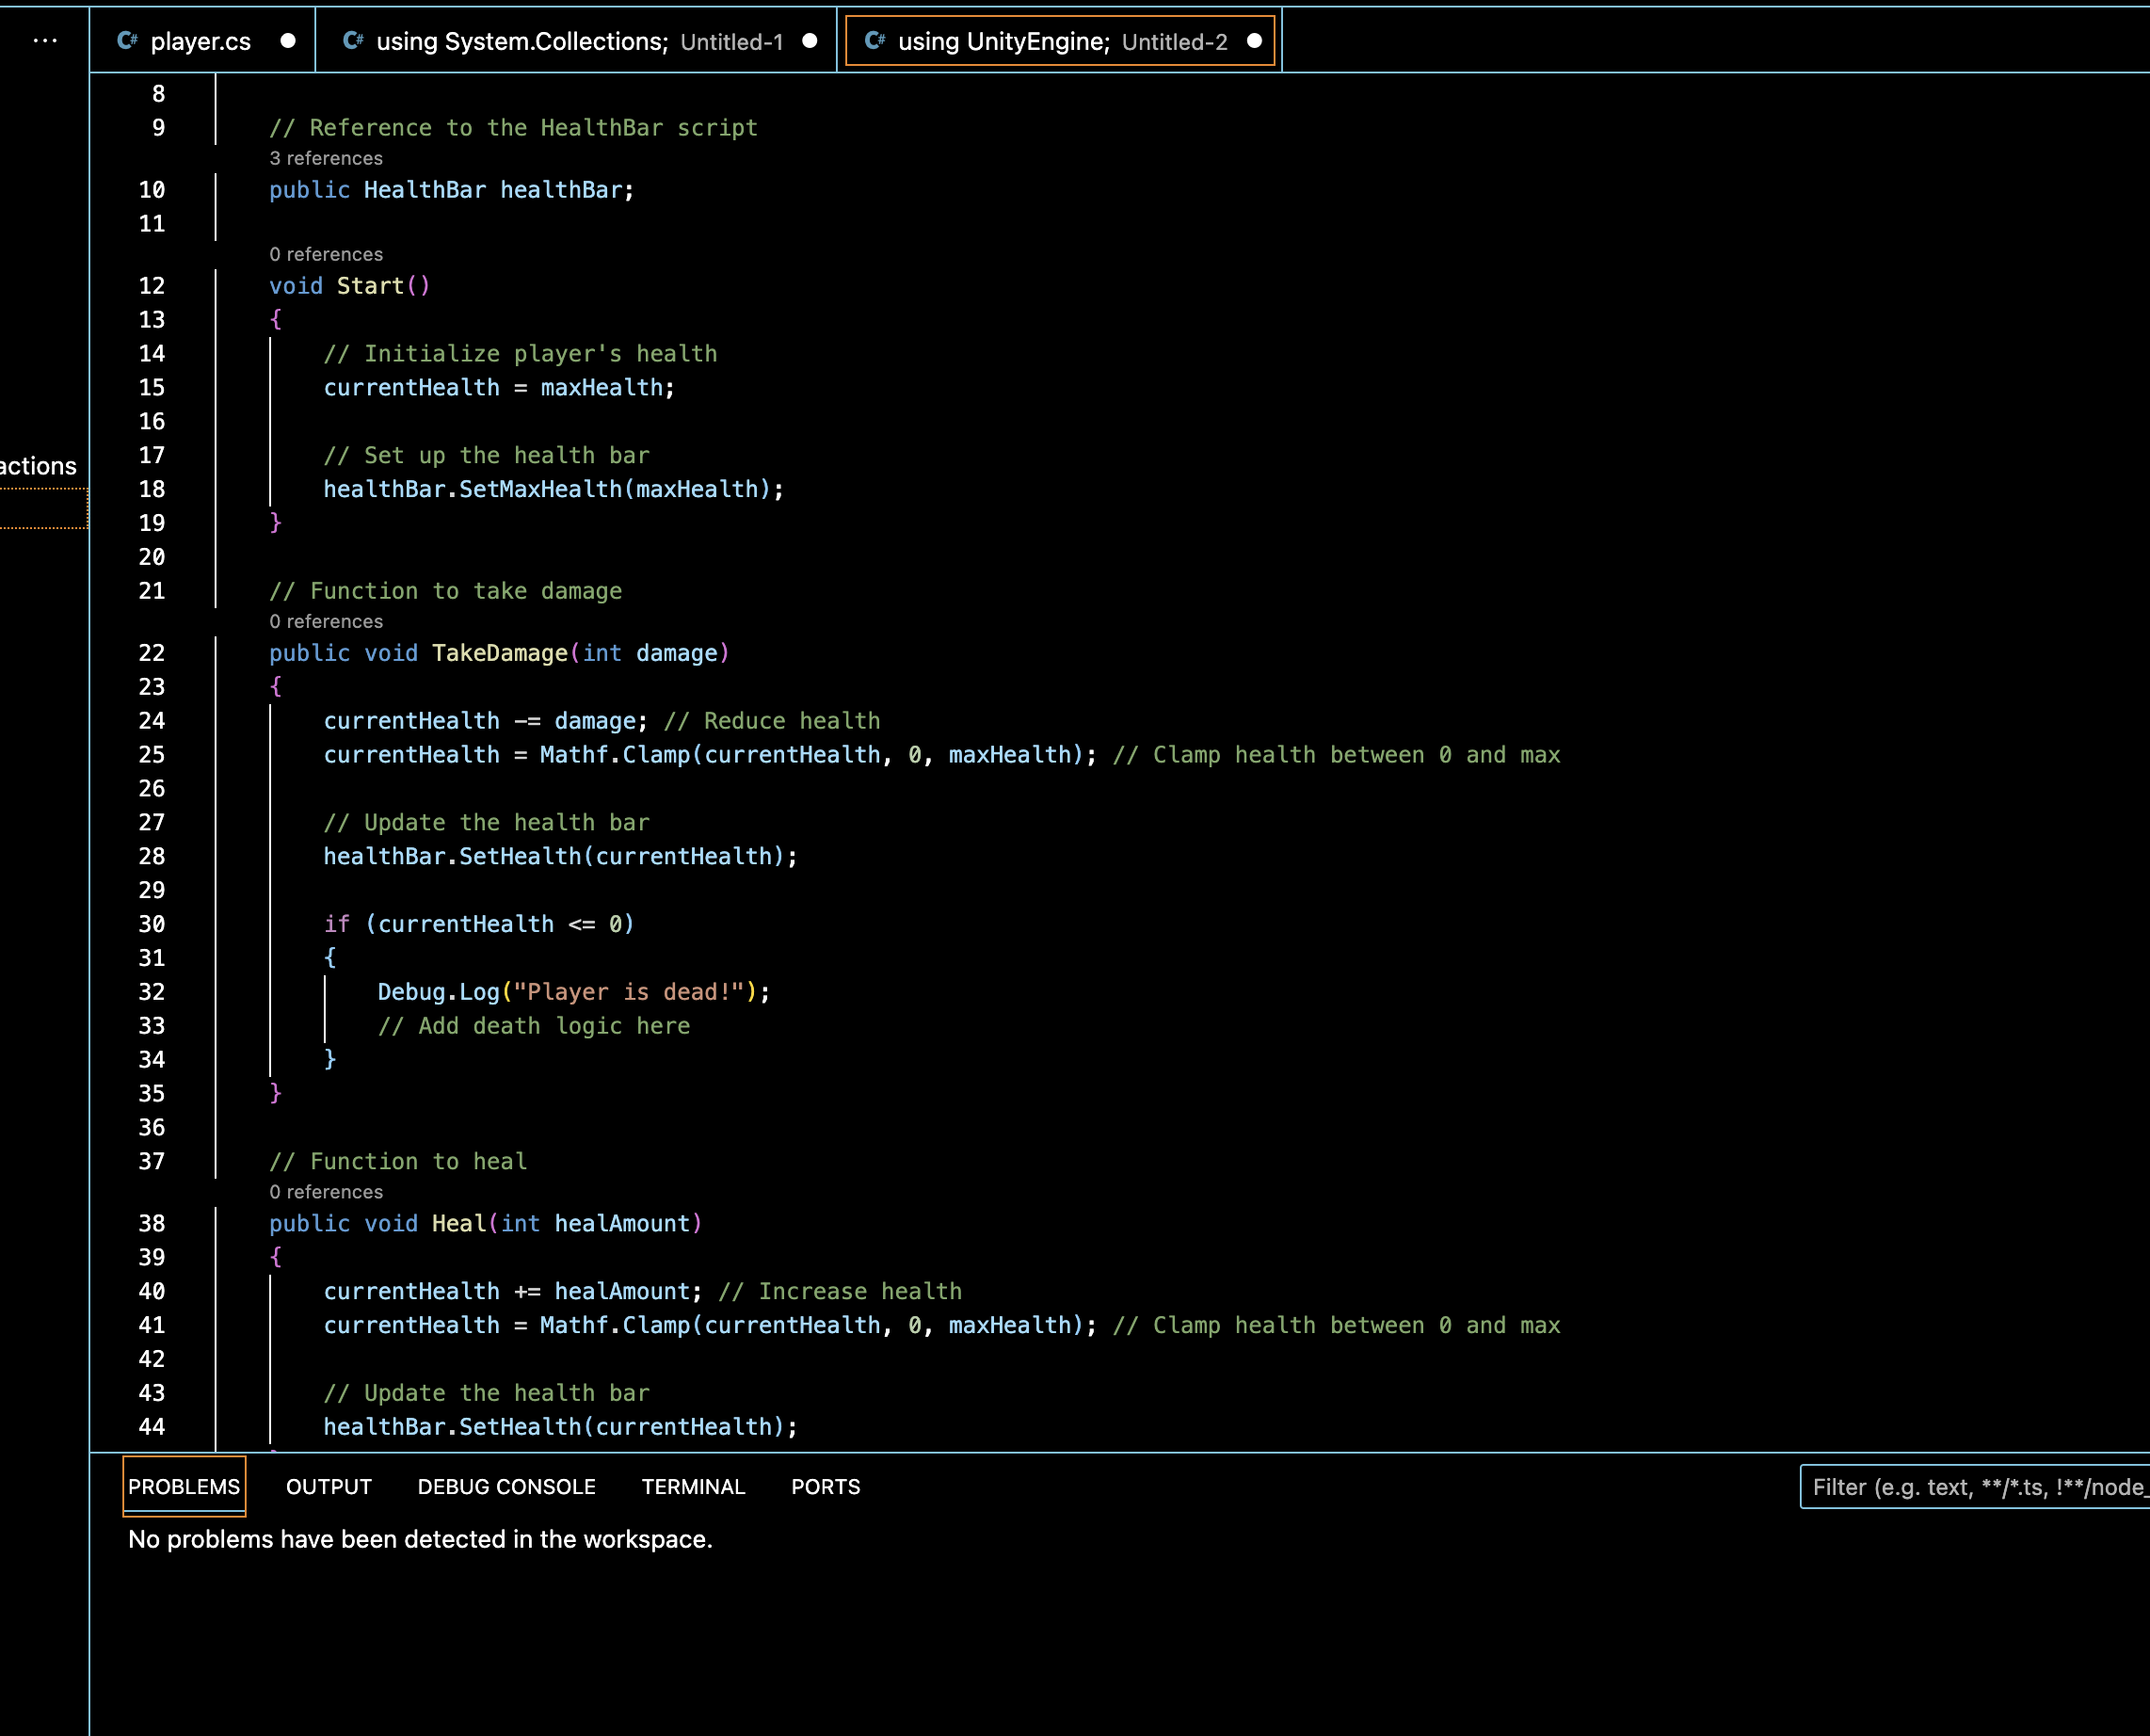 ···
C# player.cs ●
C# using System.Collections; Untitled-1 ●
C# using UnityEngine; Untitled-2 ●
8
9 // Reference to the HealthBar script
3 references
10 public HealthBar healthBar;
11
0 references
12 void Start()
13 {
14 // Initialize player's health
15 currentHealth = maxHealth;
16
17 // Set up the health bar
18 healthBar.SetMaxHealth(maxHealth);
19 }
20
21 // Function to take damage
0 references
22 public void TakeDamage(int damage)
23 {
24 currentHealth -= damage; // Reduce health
25 currentHealth = Mathf.Clamp(currentHealth, 0, maxHealth); // Clamp health between 0 and max
26
27 // Update the health bar
28 healthBar.SetHealth(currentHealth);
29
30 if (currentHealth <= 0)
31 {
32 Debug.Log("Player is dead!");
33 // Add death logic here
34 }
35 }
36
37 // Function to heal
0 references
38 public void Heal(int healAmount)
39 {
40 currentHealth += healAmount; // Increase health
41 currentHealth = Mathf.Clamp(currentHealth, 0, maxHealth); // Clamp health between 0 and max
42
43 // Update the health bar
44 healthBar.SetHealth(currentHealth);
actions
PROBLEMS OUTPUT DEBUG CONSOLE TERMINAL PORTS
Filter (e.g. text, **/*.ts, !**/node_
No problems have been detected in the workspace.